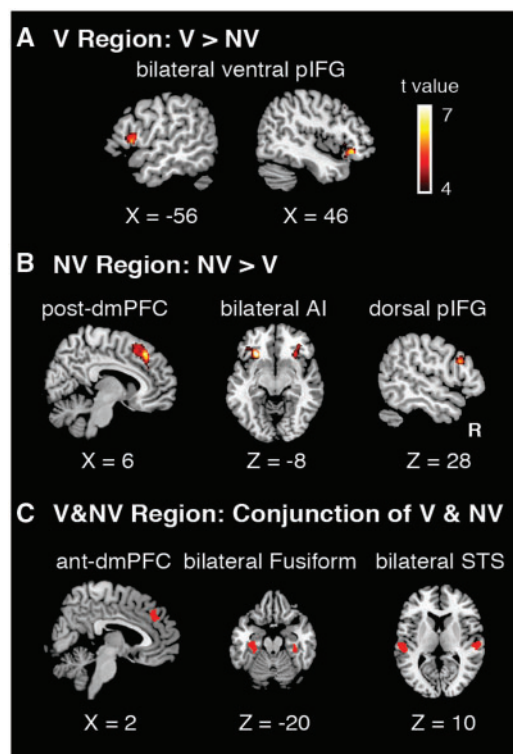 A V Region: V > NV
bilateral ventral pIFG
t value
7
4
X = -56 X = 46
B NV Region: NV > V
post-dmPFC bilateral AI dorsal pIFG
R
X = 6 Z = -8 Z = 28
C V&NV Region: Conjunction of V & NV
ant-dmPFC bilateral Fusiform bilateral STS
X = 2 Z = -20 Z = 10